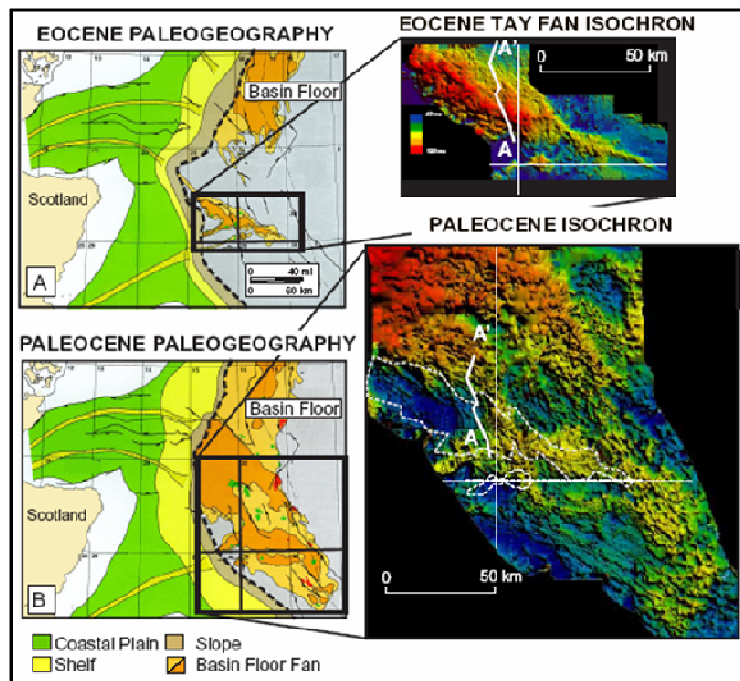 EOCENE PALEOGEOGRAPHY
Basin Floor
Scotland
A
0 40 mi
0 60 km
EOCENE TAY FAN ISOCHRON
A'
A
0 50 km
PALEOCENE ISOCHRON
A'
A
0 50 km
PALEOCENE PALEOGEOGRAPHY
Basin Floor
Scotland
B
Coastal Plain
Slope
Shelf
Basin Floor Fan